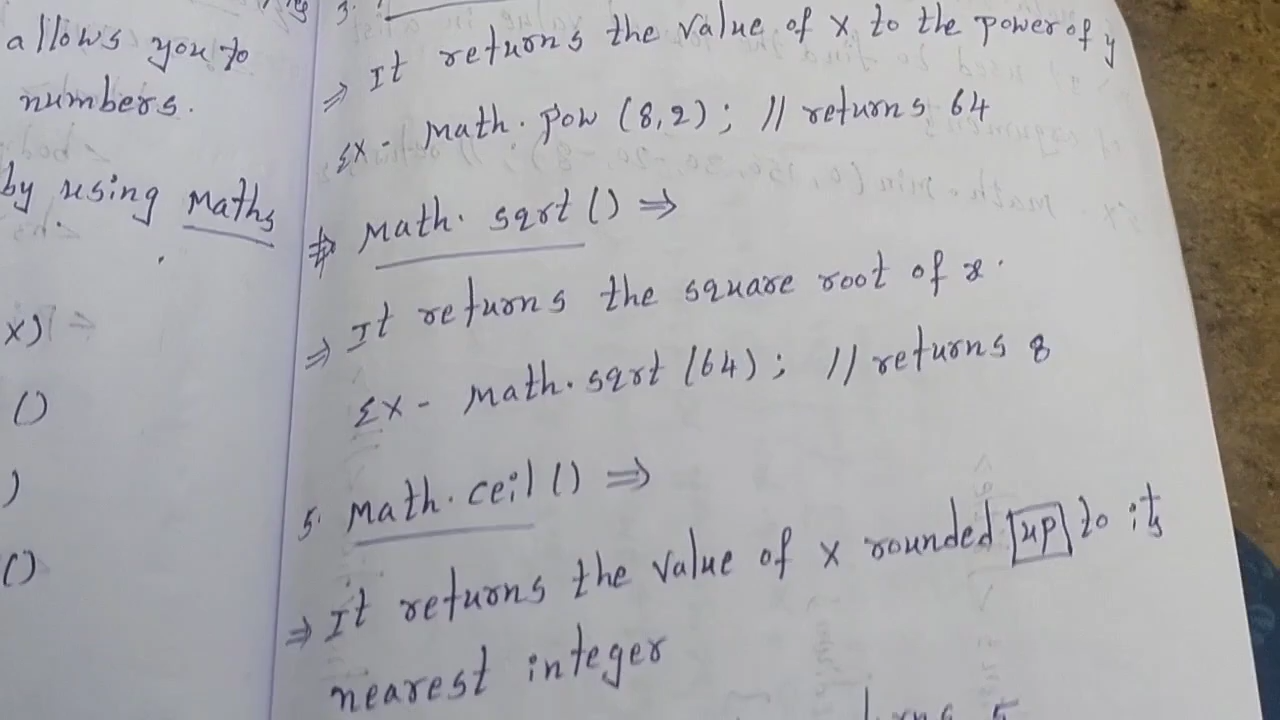 allows you to
numbers.
by using Maths
x)
()
)
()
3.
⇒ It returns the value of x to the power of y
Ex- Math.pow (8,2); // returns 64
⇒ Math.sqrt () ⇒
⇒ It returns the square root of x.
Ex- Math.sqrt (64); // returns 8
5. Math.ceil () ⇒
⇒ It returns the value of x rounded up to its
nearest integer